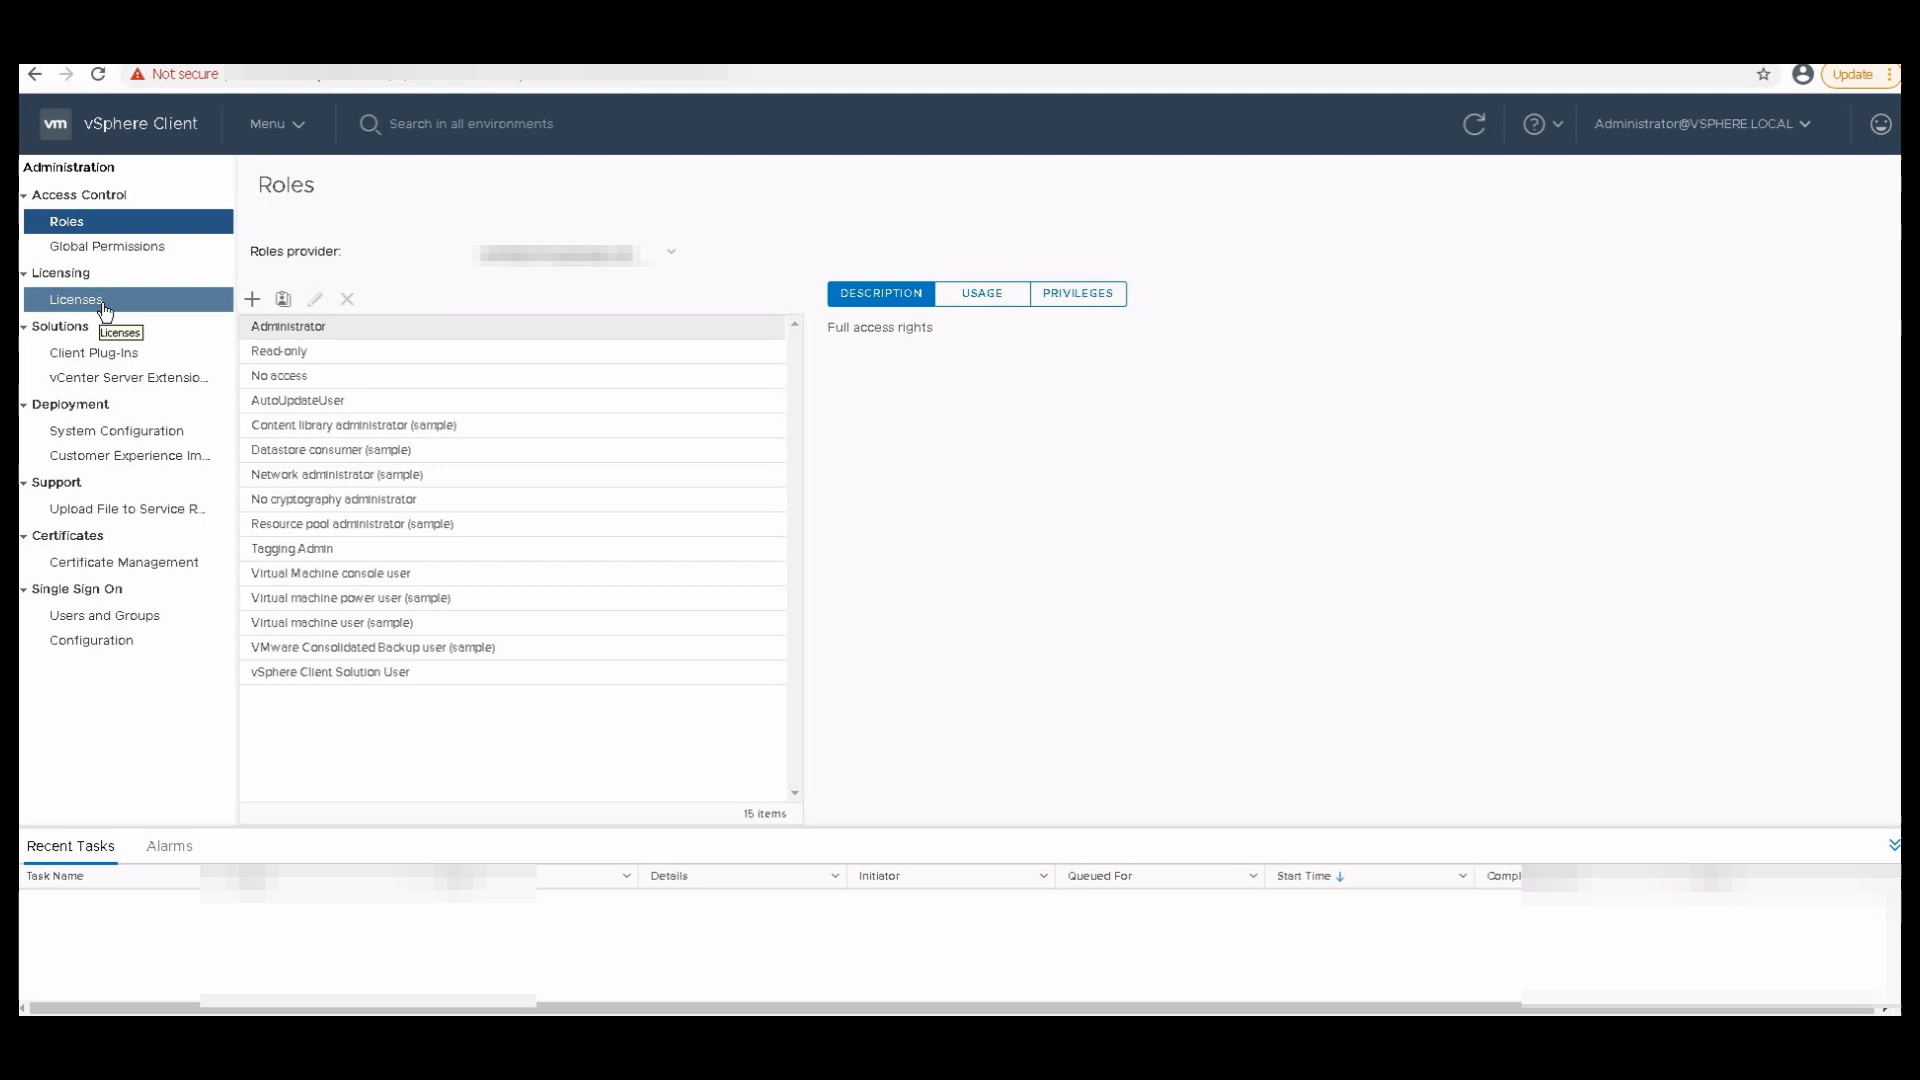 Not secure
Update
vm vSphere Client Menu Search in all environments Administrator@VSPHERE.LOCAL
Administration
Access Control
Roles
Global Permissions
Licensing
Licenses
Licenses
Solutions
Client Plug-Ins
vCenter Server Extensio...
Deployment
System Configuration
Customer Experience Im...
Support
Upload File to Service R...
Certificates
Certificate Management
Single Sign On
Users and Groups
Configuration
Roles
Roles provider:
Administrator
Read-only
No access
AutoUpdateUser
Content library administrator (sample)
Datastore consumer (sample)
Network administrator (sample)
No cryptography administrator
Resource pool administrator (sample)
Tagging Admin
Virtual Machine console user
Virtual machine power user (sample)
Virtual machine user (sample)
VMware Consolidated Backup user (sample)
vSphere Client Solution User
15 items
DESCRIPTION USAGE PRIVILEGES
Full access rights
Recent Tasks Alarms
Task Name Details Initiator Queued For Start Time Compl